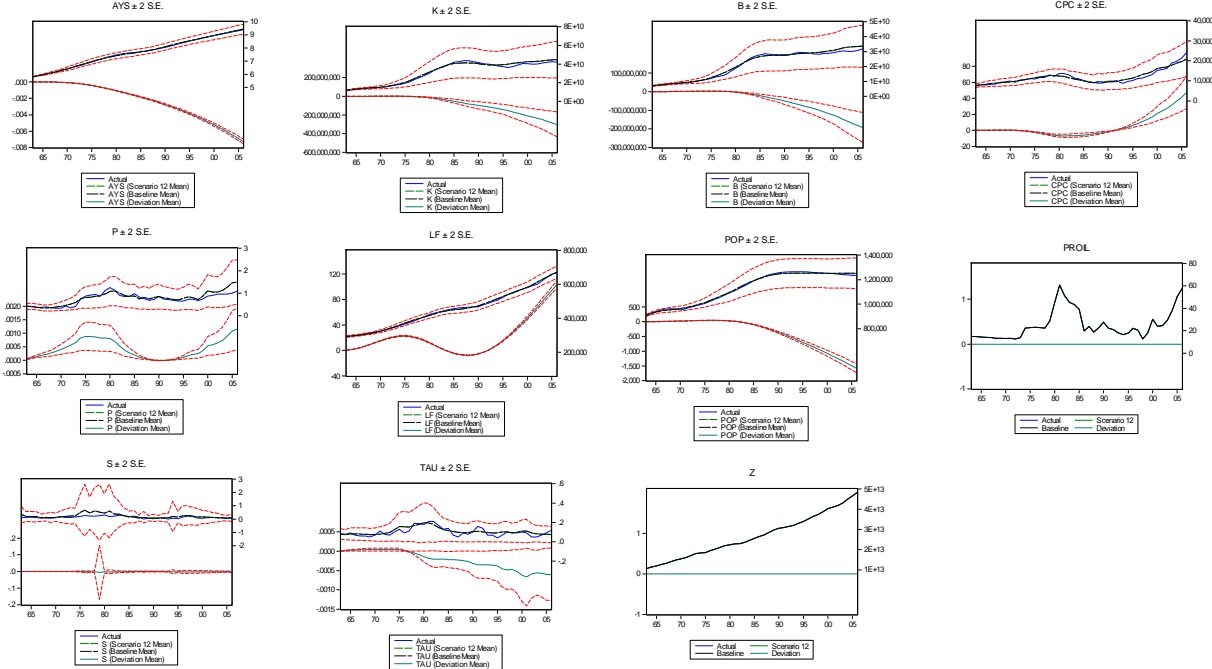 AYS ± 2 S.E.
10
9
8
7
6
5
.000
-.004
-.008
65 70 75 80 85 90 95 00 05
Actual
AYS (Scenario 12 Mean)
AYS (Baseline Mean)
AYS (Deviation Mean)
K ± 2 S.E.
8E+10
6E+10
4E+10
2E+10
0E+00
200,000,000
0
-200,000,000
-400,000,000
-600,000,000
65 70 75 80 85 90 95 00 05
Actual
K (Scenario 12 Mean)
K (Baseline Mean)
K (Deviation Mean)
B ± 2 S.E.
5E+10
4E+10
3E+10
2E+10
1E+10
0E+00
100,000,000
0
-100,000,000
-200,000,000
-300,000,000
65 70 75 80 85 90 95 00 05
Actual
B (Scenario 12 Mean)
B (Baseline Mean)
B (Deviation Mean)
CPC ± 2 S.E.
40,000
30,000
20,000
10,000
0
80
60
40
20
0
-20
65 70 75 80 85 90 95 00 05
Actual
CPC (Scenario 12 Mean)
CPC (Baseline Mean)
CPC (Deviation Mean)
P ± 2 S.E.
3
2
1
0
.0020
.0015
.0010
.0005
.0000
-.0005
65 70 75 80 85 90 95 00 05
Actual
P (Scenario 12 Mean)
P (Baseline Mean)
P (Deviation Mean)
LF ± 2 S.E.
800,000
600,000
400,000
200,000
120
80
40
0
-40
65 70 75 80 85 90 95 00 05
Actual
LF (Scenario 12 Mean)
LF (Baseline Mean)
LF (Deviation Mean)
POP ± 2 S.E.
1,400,000
1,200,000
1,000,000
800,000
500
0
-500
-1,000
-1,500
-2,000
65 70 75 80 85 90 95 00 05
Actual
POP (Scenario 12 Mean)
POP (Baseline Mean)
POP (Deviation Mean)
PROIL
80
60
40
20
0
1
0
-1
65 70 75 80 85 90 95 00 05
Actual Scenario 12
Baseline Deviation
S ± 2 S.E.
3
2
1
0
-1
-2
.2
.1
.0
-.1
-.2
65 70 75 80 85 90 95 00 05
Actual
S (Scenario 12 Mean)
S (Baseline Mean)
S (Deviation Mean)
TAU ± 2 S.E.
.6
.4
.2
.0
-.2
.0005
.0000
-.0005
-.0010
-.0015
65 70 75 80 85 90 95 00 05
Actual
TAU (Scenario 12 Mean)
TAU (Baseline Mean)
TAU (Deviation Mean)
Z
5E+13
4E+13
3E+13
2E+13
1E+13
1
0
-1
65 70 75 80 85 90 95 00 05
Actual Scenario 12
Baseline Deviation